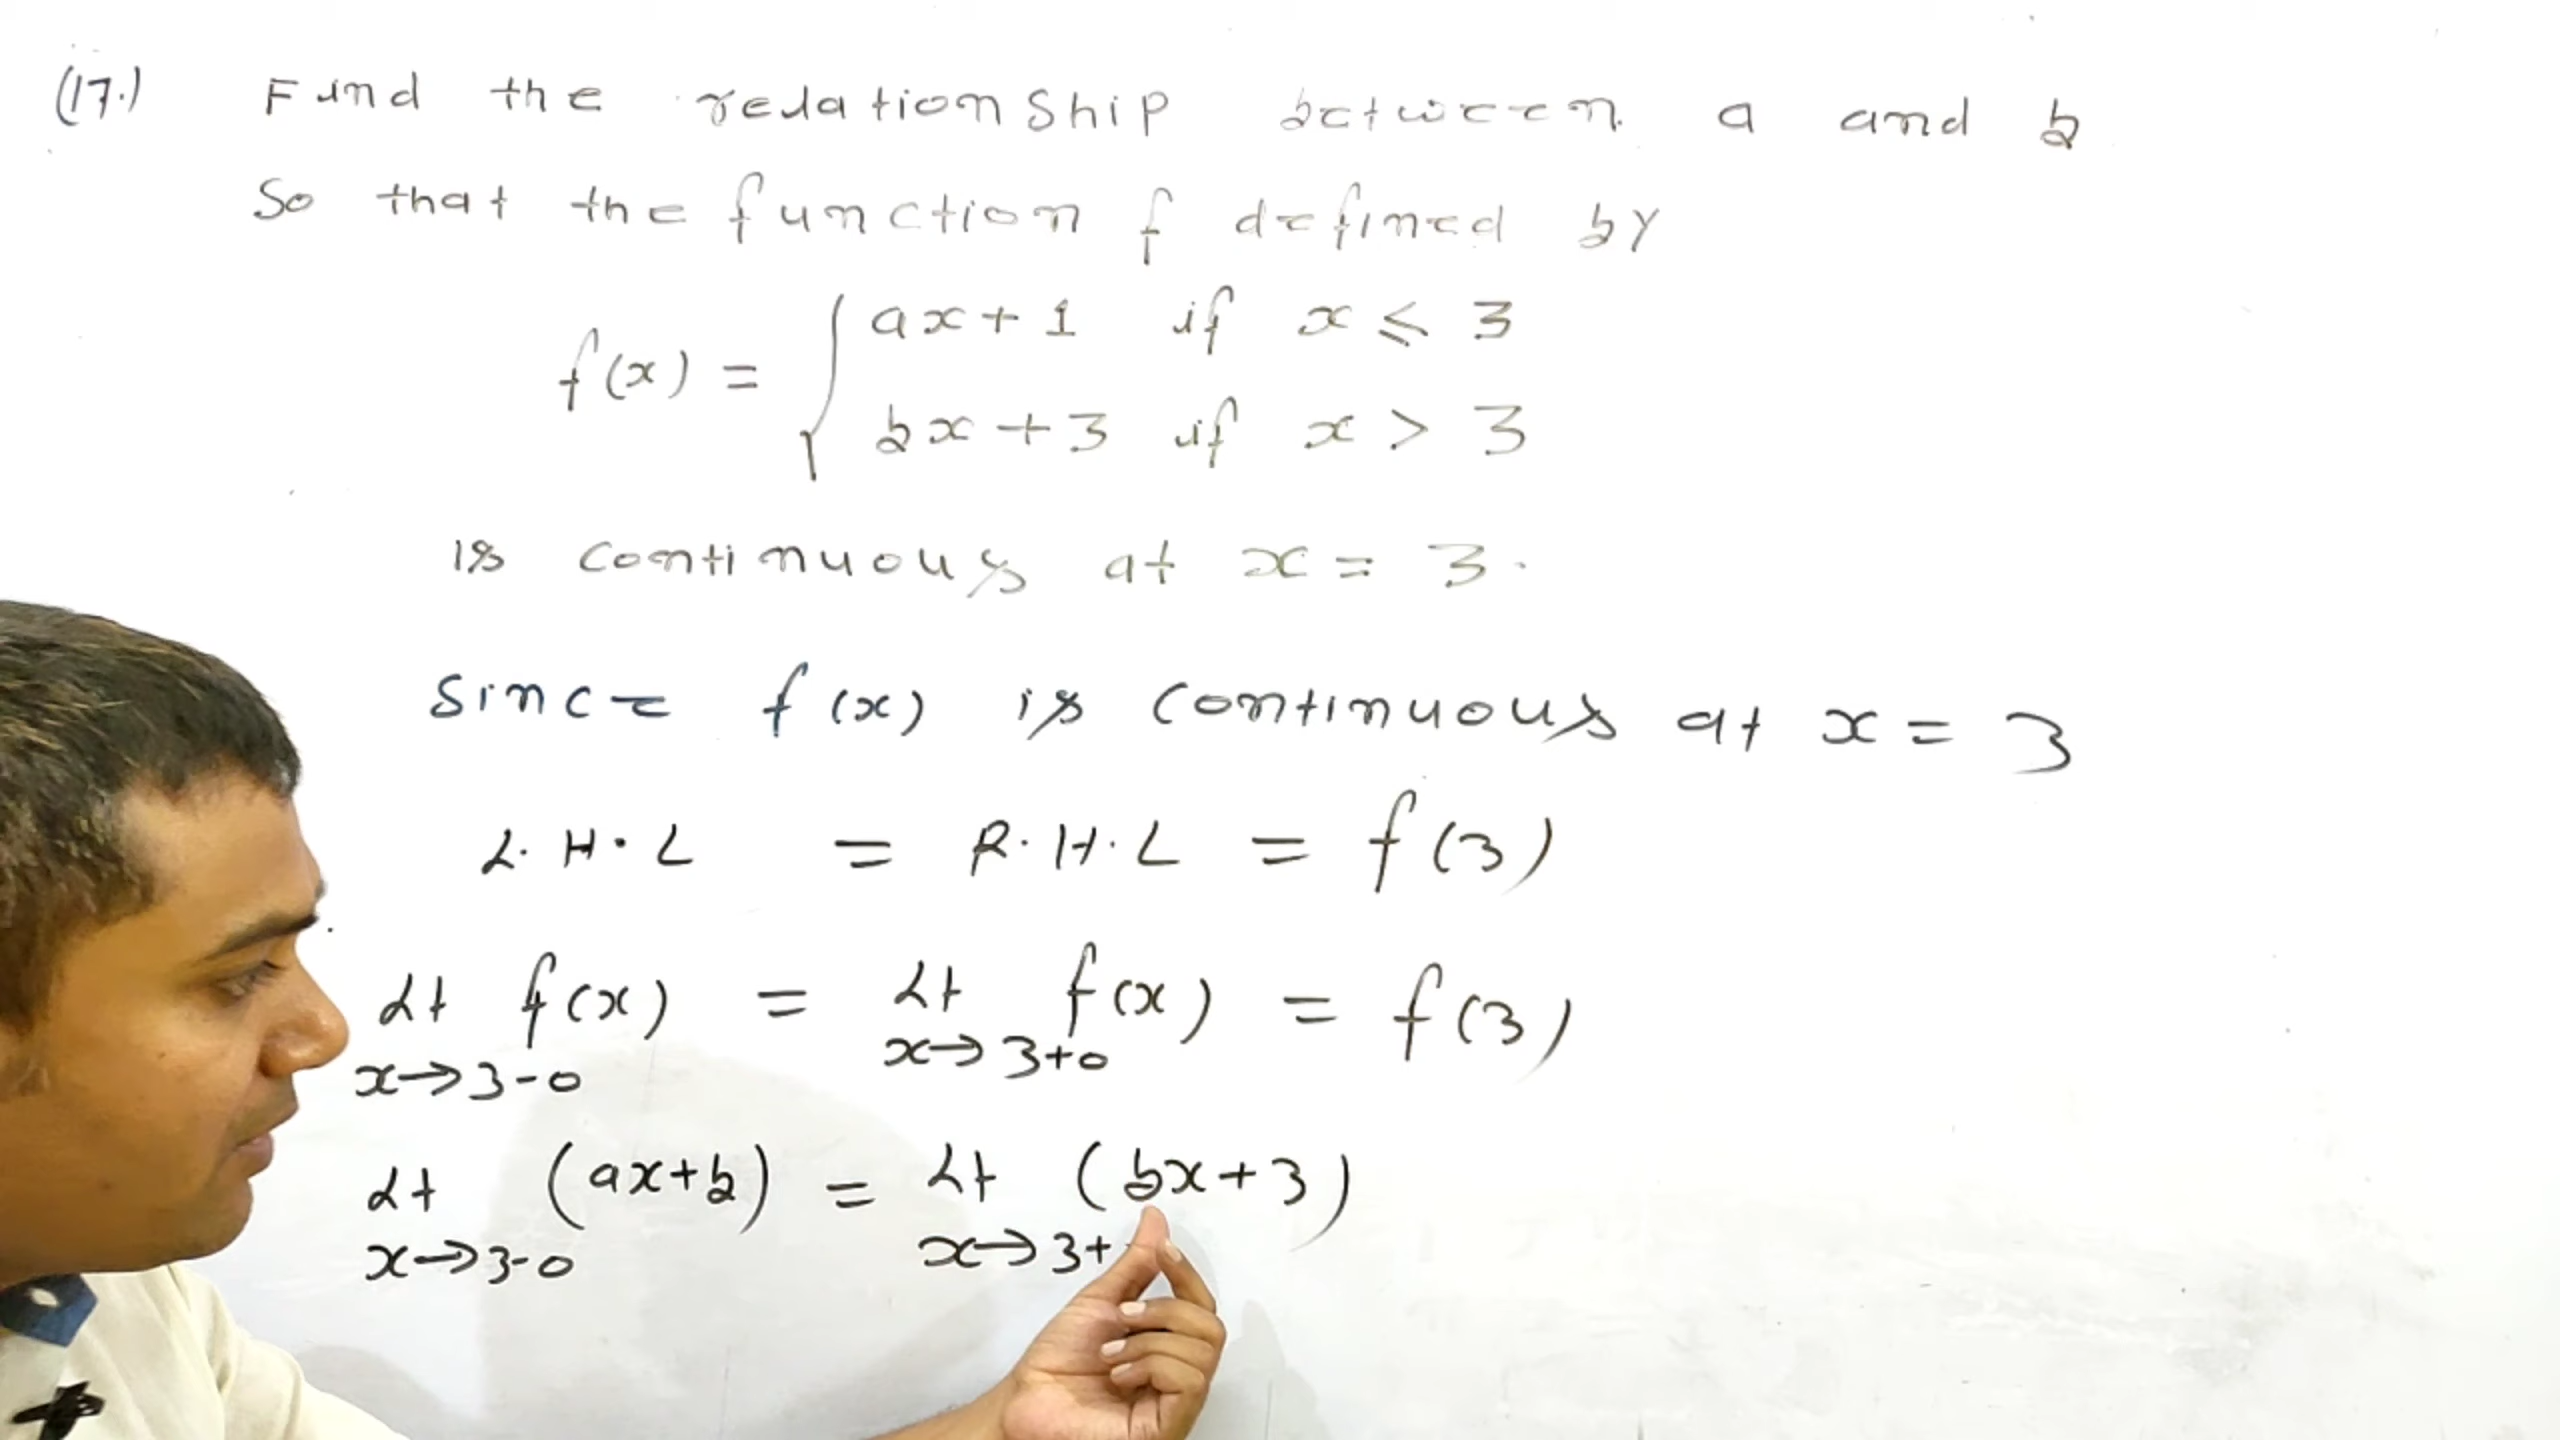 (17.) Find the relationship between a and b
So that the function f defined by
f(x) = { ax + 1 if x ≤ 3
bx + 3 if x > 3
is continuous at x = 3.
Since f(x) is continuous at x = 3
L.H.L = R.H.L = f(3)
Lt f(x) = Lt f(x) = f(3)
x→3-0 x→3+0
Lt (ax+b) = Lt (bx+3)
x→3-0 x→3+